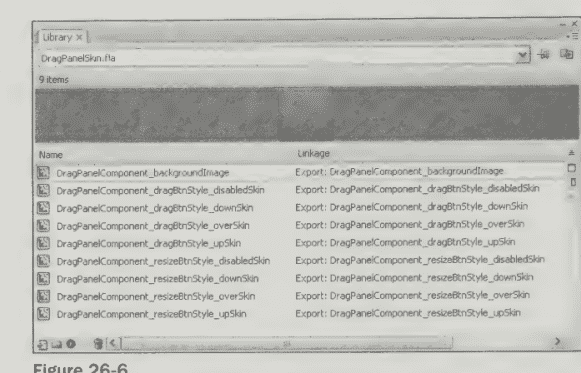 Library ×
DragPanelSkin.fla
9 items
Name Linkage
DragPanelComponent_backgroundImage Export: DragPanelComponent_backgroundImage
DragPanelComponent_dragBtnStyle_disabledSkin Export: DragPanelComponent_dragBtnStyle_disabledSkin
DragPanelComponent_dragBtnStyle_downSkin Export: DragPanelComponent_dragBtnStyle_downSkin
DragPanelComponent_dragBtnStyle_overSkin Export: DragPanelComponent_dragBtnStyle_overSkin
DragPanelComponent_dragBtnStyle_upSkin Export: DragPanelComponent_dragBtnStyle_upSkin
DragPanelComponent_resizeBtnStyle_disabledSkin Export: DragPanelComponent_resizeBtnStyle_disabledSkin
DragPanelComponent_resizeBtnStyle_downSkin Export: DragPanelComponent_resizeBtnStyle_downSkin
DragPanelComponent_resizeBtnStyle_overSkin Export: DragPanelComponent_resizeBtnStyle_overSkin
DragPanelComponent_resizeBtnStyle_upSkin Export: DragPanelComponent_resizeBtnStyle_upSkin
Figure 26-6